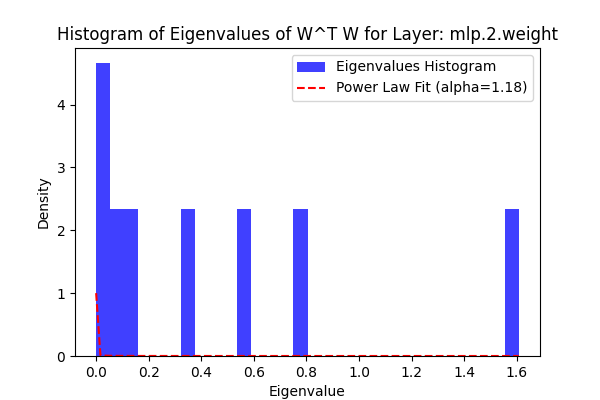 Histogram of Eigenvalues of W^T W for Layer: mlp.2.weight
Eigenvalues Histogram
Power Law Fit (alpha=1.18)
Density
4
3
2
1
0
0.0 0.2 0.4 0.6 0.8 1.0 1.2 1.4 1.6
Eigenvalue